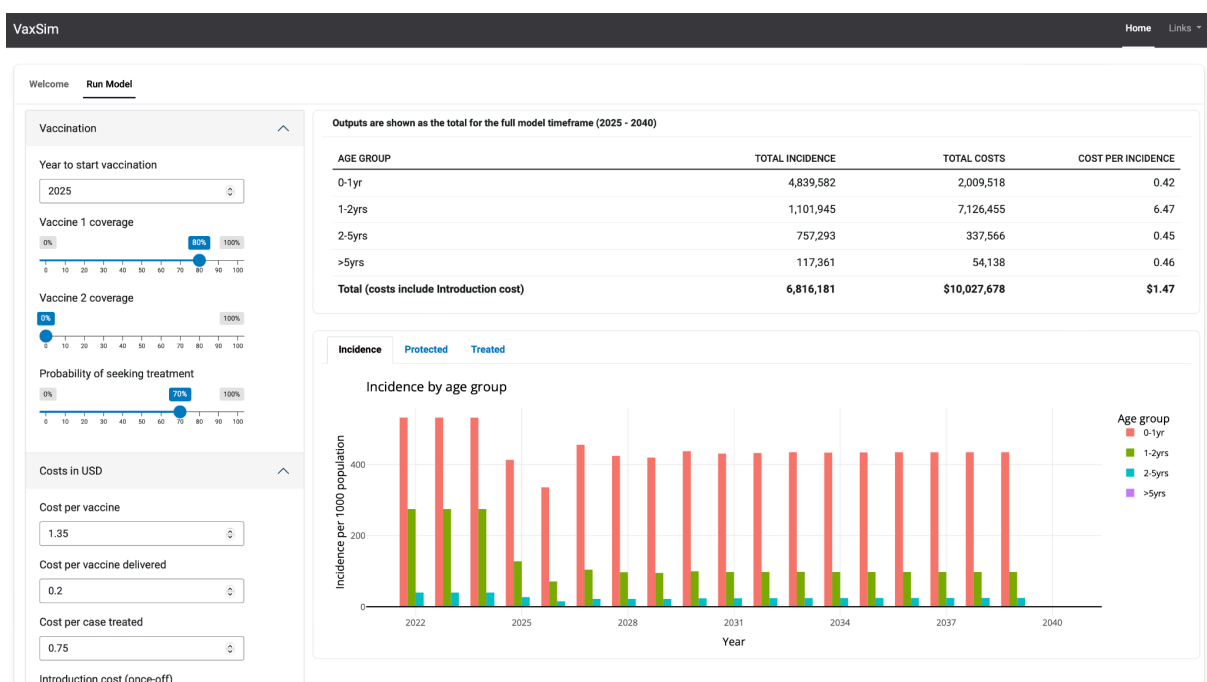 VaxSim
Home Links
Welcome Run Model
Vaccination
Year to start vaccination
2025
Vaccine 1 coverage
0% 80% 100%
0 10 20 30 40 50 60 70 80 90 100
Vaccine 2 coverage
0% 100%
0 10 20 30 40 50 60 70 80 90 100
Probability of seeking treatment
0% 70% 100%
0 10 20 30 40 50 60 70 80 90 100
Costs in USD
Cost per vaccine
1.35
Cost per vaccine delivered
0.2
Cost per case treated
0.75
Introduction cost (once-off)
Outputs are shown as the total for the full model timeframe (2025 - 2040)
AGE GROUP TOTAL INCIDENCE TOTAL COSTS COST PER INCIDENCE
0-1yr 4,839,582 2,009,518 0.42
1-2yrs 1,101,945 7,126,455 6.47
2-5yrs 757,293 337,566 0.45
>5yrs 117,361 54,138 0.46
Total (costs include Introduction cost) 6,816,181 $10,027,678 $1.47
Incidence Protected Treated
Incidence by age group
Incidence per 1000 population
400
200
0
2022 2025 2028 2031 2034 2037 2040
Year
Age group
0-1yr
1-2yrs
2-5yrs
>5yrs